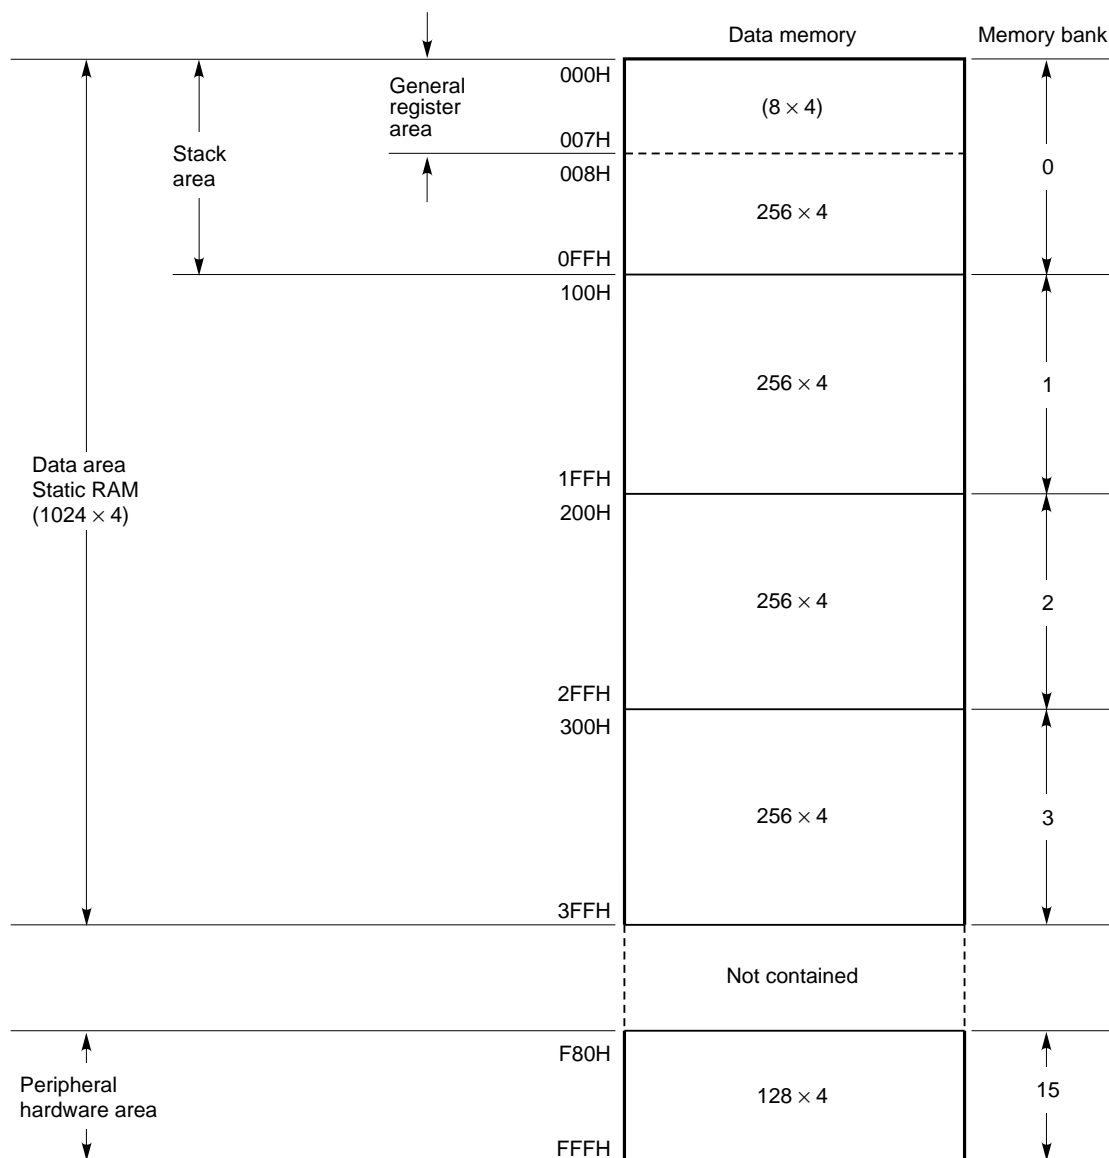 Data memory
Memory bank
000H
General
register
area
(8 × 4)
007H
Stack
area
008H
0
256 × 4
0FFH
100H
256 × 4
1
Data area
Static RAM
(1024 × 4)
1FFH
200H
256 × 4
2
2FFH
300H
256 × 4
3
3FFH
Not contained
F80H
Peripheral
hardware area
128 × 4
15
FFFH